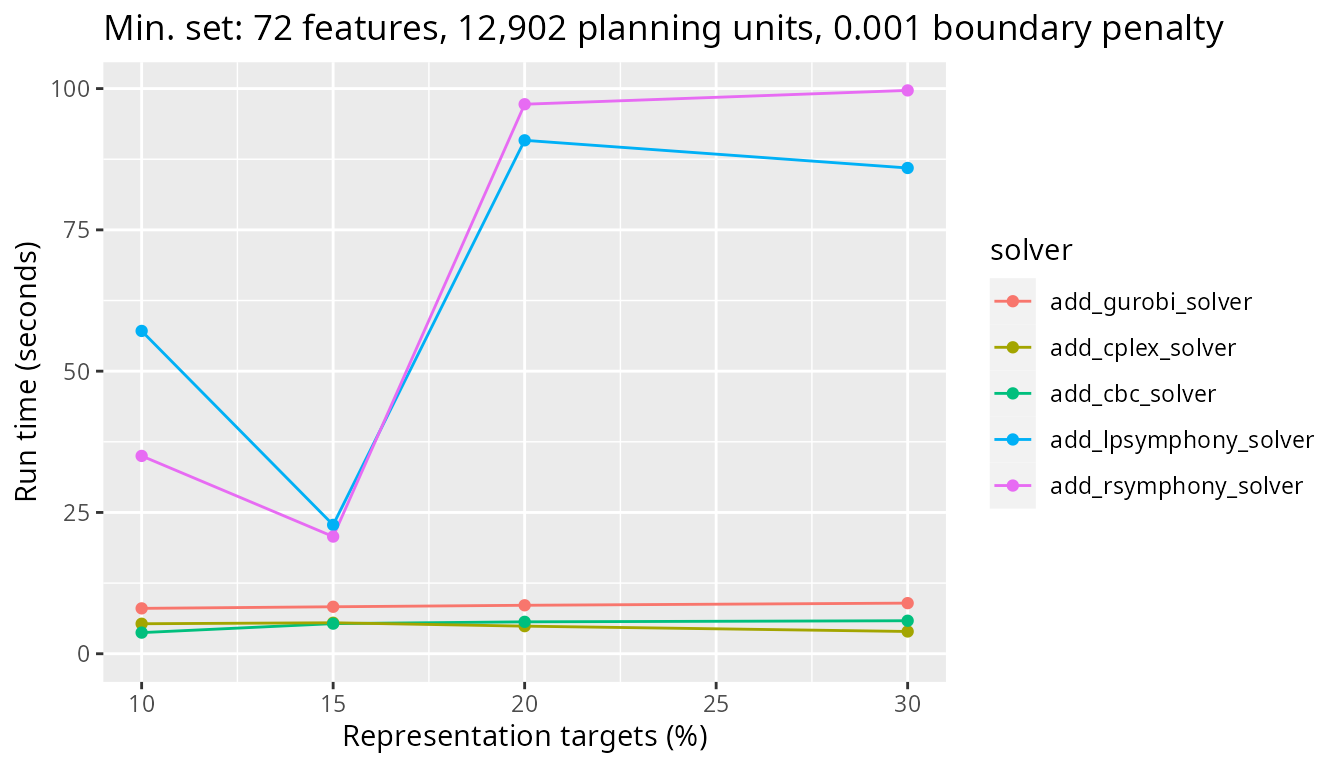 Min. set: 72 features, 12,902 planning units, 0.001 boundary penalty
100
75
50
25
0
Run time (seconds)
10 15 20 25 30
Representation targets (%)
solver
add_gurobi_solver
add_cplex_solver
add_cbc_solver
add_lpsymphony_solver
add_rsymphony_solver